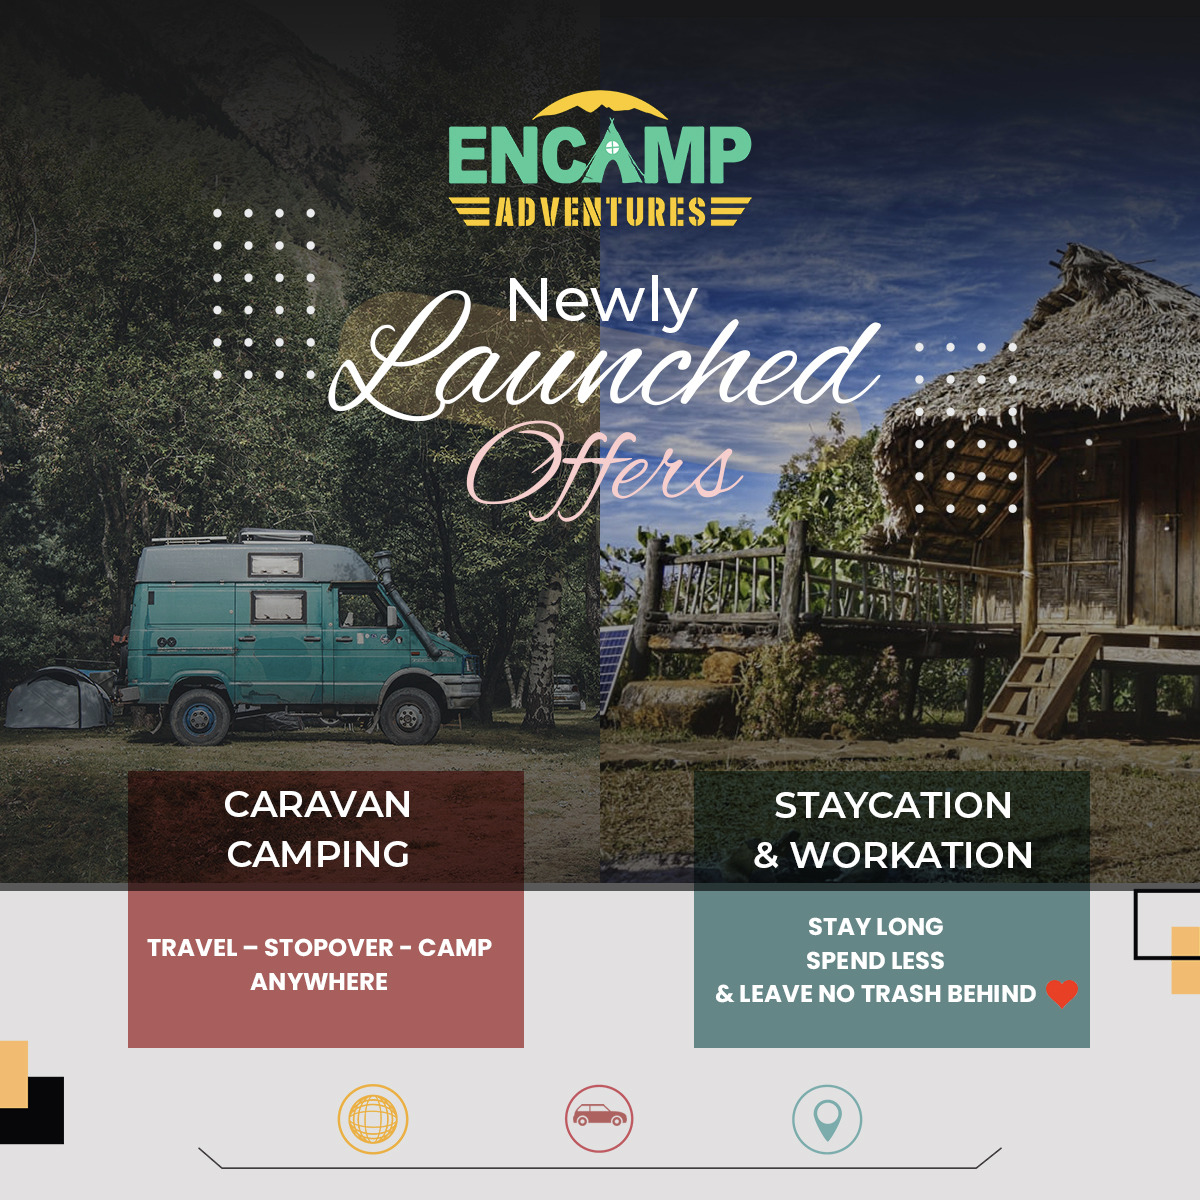 ENCAMP
ADVENTURES
Newly
Launched
Offers
CARAVAN
CAMPING
TRAVEL – STOPOVER - CAMP
ANYWHERE
STAYCATION
& WORKATION
STAY LONG
SPEND LESS
& LEAVE NO TRASH BEHIND ❤